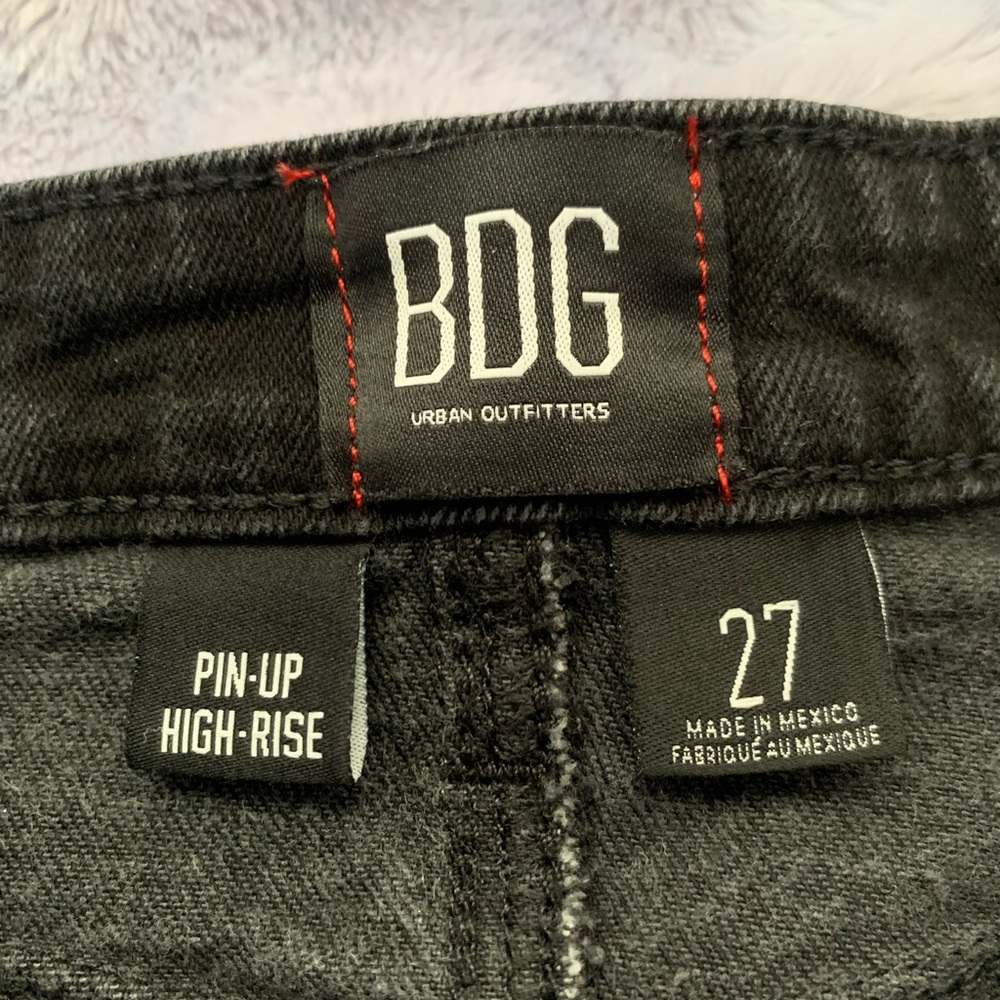 BDG
URBAN OUTFITTERS
PIN-UP
HIGH-RISE
27
MADE IN MEXICO
FABRIQUÉ AU MEXIQUE